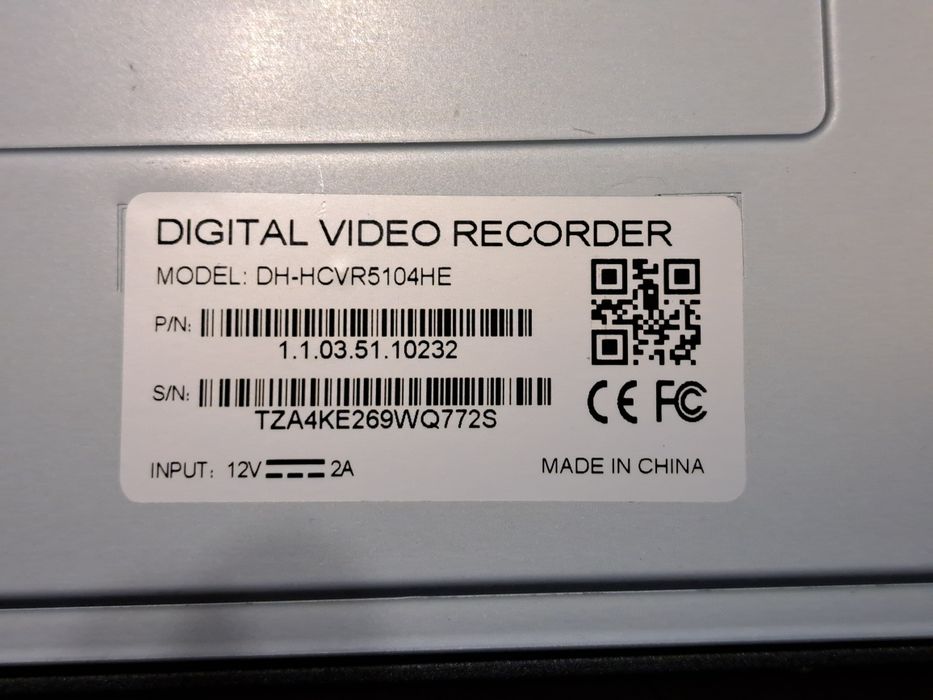 DIGITAL VIDEO RECORDER
MODEL: DH-HCVR5104HE
P/N:
1.1.03.51.10232
S/N:
TZA4KE269WQ772S
CE FC
INPUT: 12V 2A
MADE IN CHINA